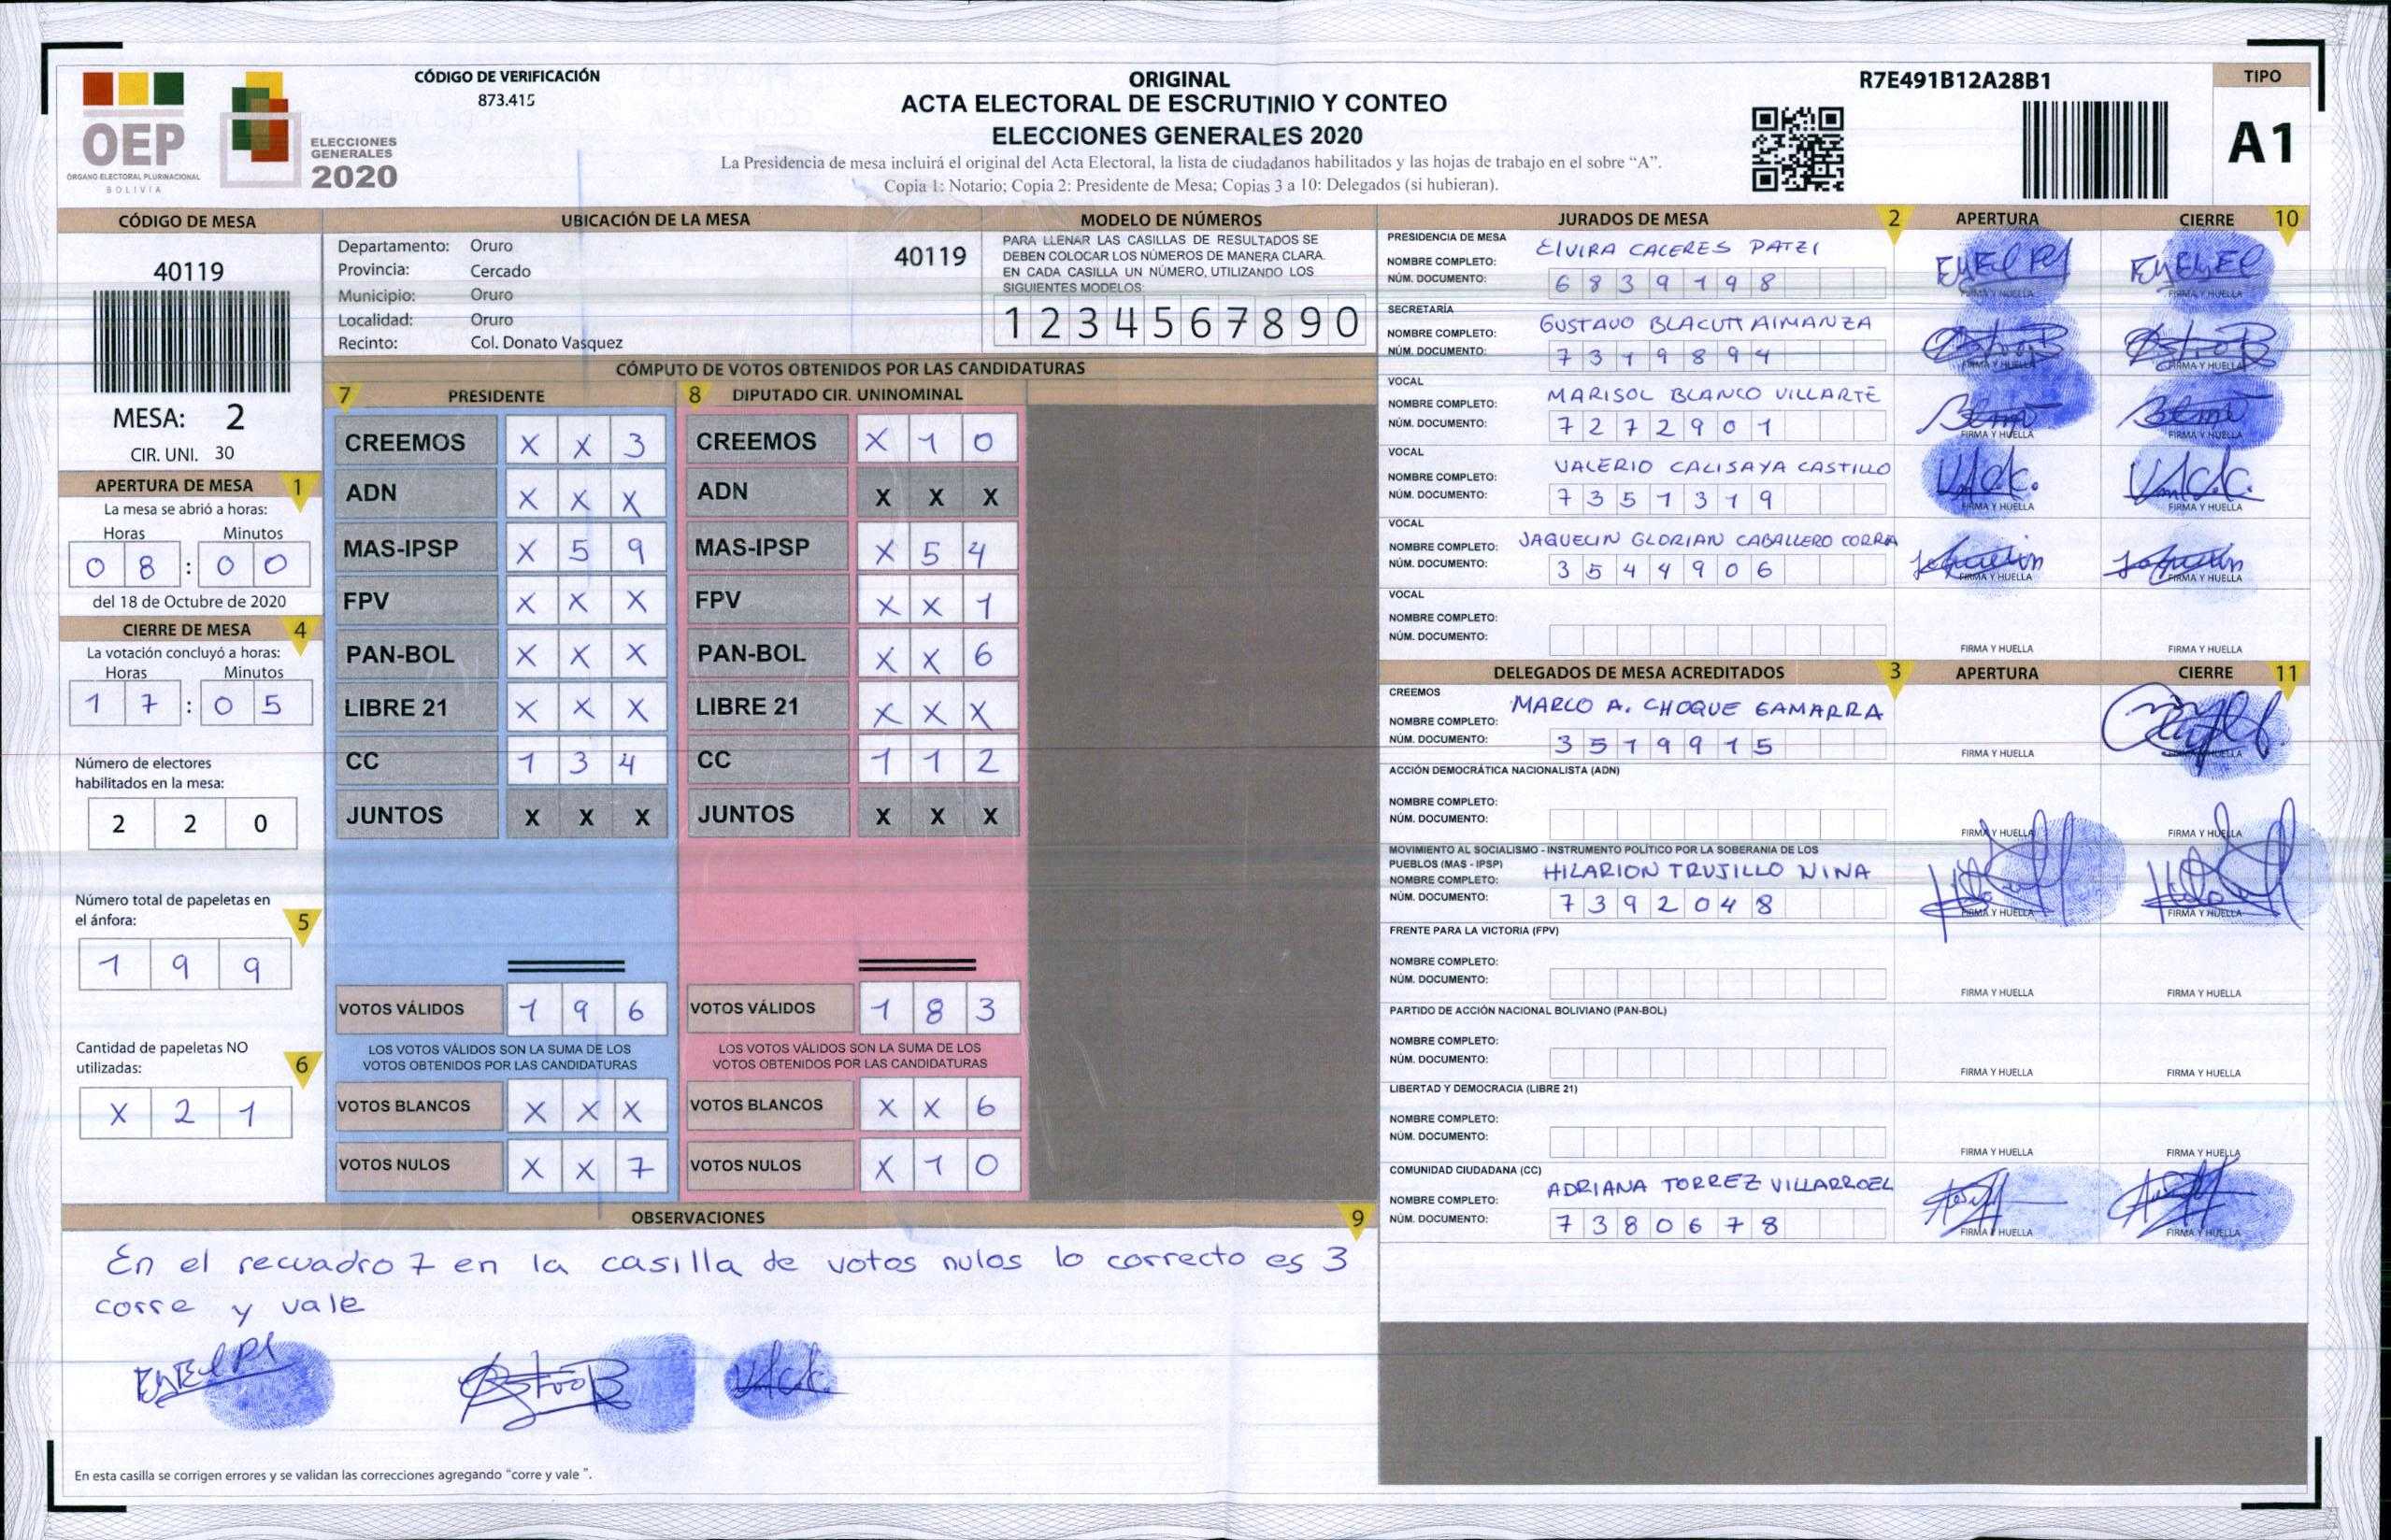 OEP
ÓRGANO ELECTORAL PLURINACIONAL
BOLIVIA
ELECCIONES
GENERALES
2020
CÓDIGO DE VERIFICACIÓN
873.415
ORIGINAL
ACTA ELECTORAL DE ESCRUTINIO Y CONTEO
ELECCIONES GENERALES 2020
La Presidencia de mesa incluirá el original del Acta Electoral, la lista de ciudadanos habilitados y las hojas de trabajo en el sobre “A”.
Copia 1: Notario; Copia 2: Presidente de Mesa; Copias 3 a 10: Delegados (si hubieran).
R7E491B12A28B1
TIPO
A1
CÓDIGO DE MESA
40119
MESA: 2
CIR. UNI. 30
APERTURA DE MESA 1
La mesa se abrió a horas:
Horas Minutos
0 8 : 0 0
del 18 de Octubre de 2020
CIERRE DE MESA 4
La votación concluyó a horas:
Horas Minutos
1 7 : 0 5
Número de electores
habilitados en la mesa:
2 2 0
Número total de papeletas en
el ánfora: 5
1 9 9
Cantidad de papeletas NO
utilizadas: 6
X 2 1
UBICACIÓN DE LA MESA
Departamento: Oruro
Provincia: Cercado
Municipio: Oruro
Localidad: Oruro
Recinto: Col. Donato Vasquez
40119
MODELO DE NÚMEROS
PARA LLENAR LAS CASILLAS DE RESULTADOS SE
DEBEN COLOCAR LOS NÚMEROS DE MANERA CLARA.
EN CADA CASILLA UN NÚMERO, UTILIZANDO LOS
SIGUIENTES MODELOS:
1 2 3 4 5 6 7 8 9 0
CÓMPUTO DE VOTOS OBTENIDOS POR LAS CANDIDATURAS
7 PRESIDENTE
CREEMOS X X 3
ADN X X X
MAS-IPSP X 5 9
FPV X X X
PAN-BOL X X X
LIBRE 21 X X X
CC 1 3 4
JUNTOS X X X
VOTOS VÁLIDOS 1 9 6
LOS VOTOS VÁLIDOS SON LA SUMA DE LOS
VOTOS OBTENIDOS POR LAS CANDIDATURAS
VOTOS BLANCOS X X X
VOTOS NULOS X X 7
8 DIPUTADO CIR. UNINOMINAL
CREEMOS X 1 0
ADN X X X
MAS-IPSP X 5 4
FPV X X 1
PAN-BOL X X 6
LIBRE 21 X X X
CC 1 1 2
JUNTOS X X X
VOTOS VÁLIDOS 1 8 3
LOS VOTOS VÁLIDOS SON LA SUMA DE LOS
VOTOS OBTENIDOS POR LAS CANDIDATURAS
VOTOS BLANCOS X X 6
VOTOS NULOS X 1 0
OBSERVACIONES 9
En el recuadro 7 en la casilla de votos nulos lo correcto es 3
corre y vale
En esta casilla se corrigen errores y se validan las correcciones agregando “corre y vale ”.
JURADOS DE MESA 2 APERTURA CIERRE 10
PRESIDENCIA DE MESA
NOMBRE COMPLETO: ElVIRA CACERES PATZI
NÚM. DOCUMENTO: 6 8 3 9 1 9 8
FIRMA Y HUELLA FIRMA Y HUELLA
SECRETARÍA
NOMBRE COMPLETO: GUSTAVO BLACUTT AIMANZA
NÚM. DOCUMENTO: 7 3 1 9 8 9 4
FIRMA Y HUELLA FIRMA Y HUELLA
VOCAL
NOMBRE COMPLETO: MARISOL BLANCO VILLARTE
NÚM. DOCUMENTO: 7 2 7 2 9 0 1
FIRMA Y HUELLA FIRMA Y HUELLA
VOCAL
NOMBRE COMPLETO: VALERIO CALISAYA CASTILLO
NÚM. DOCUMENTO: 7 3 5 1 3 1 9
FIRMA Y HUELLA FIRMA Y HUELLA
VOCAL
NOMBRE COMPLETO: JAQUELIN GLORIAN CABALLERO CORRA
NÚM. DOCUMENTO: 3 5 4 4 9 0 6
FIRMA Y HUELLA FIRMA Y HUELLA
VOCAL
NOMBRE COMPLETO:
NÚM. DOCUMENTO:
FIRMA Y HUELLA FIRMA Y HUELLA
DELEGADOS DE MESA ACREDITADOS 3 APERTURA CIERRE 11
CREEMOS
NOMBRE COMPLETO: MARCO A. CHOQUE GAMARRA
NÚM. DOCUMENTO: 3 5 1 9 9 1 5
FIRMA Y HUELLA FIRMA Y HUELLA
ACCIÓN DEMOCRÁTICA NACIONALISTA (ADN)
NOMBRE COMPLETO:
NÚM. DOCUMENTO:
FIRMA Y HUELLA FIRMA Y HUELLA
MOVIMIENTO AL SOCIALISMO - INSTRUMENTO POLÍTICO POR LA SOBERANIA DE LOS
PUEBLOS (MAS - IPSP)
NOMBRE COMPLETO: HILARION TRUJILLO NINA
NÚM. DOCUMENTO: 7 3 9 2 0 4 8
FIRMA Y HUELLA FIRMA Y HUELLA
FRENTE PARA LA VICTORIA (FPV)
NOMBRE COMPLETO:
NÚM. DOCUMENTO:
FIRMA Y HUELLA FIRMA Y HUELLA
PARTIDO DE ACCIÓN NACIONAL BOLIVIANO (PAN-BOL)
NOMBRE COMPLETO:
NÚM. DOCUMENTO:
FIRMA Y HUELLA FIRMA Y HUELLA
LIBERTAD Y DEMOCRACIA (LIBRE 21)
NOMBRE COMPLETO:
NÚM. DOCUMENTO:
FIRMA Y HUELLA FIRMA Y HUELLA
COMUNIDAD CIUDADANA (CC)
NOMBRE COMPLETO: ADRIANA TORREZ VILLARROEL
NÚM. DOCUMENTO: 7 3 8 0 6 7 8
FIRMA Y HUELLA FIRMA Y HUELLA